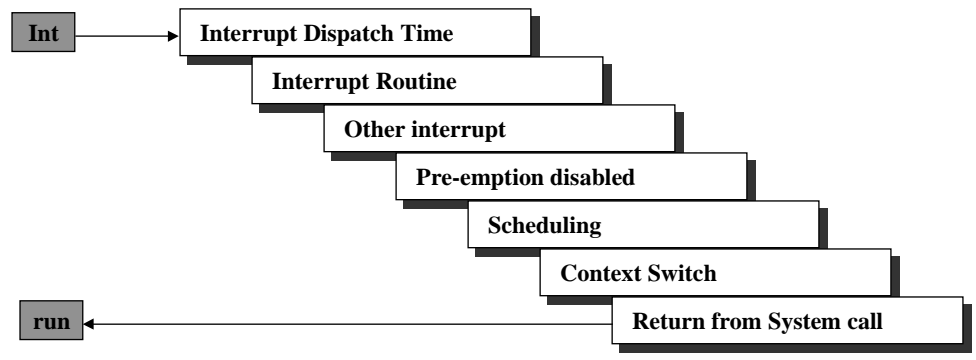 Int
Interrupt Dispatch Time
Interrupt Routine
Other interrupt
Pre-emption disabled
Scheduling
Context Switch
Return from System call
run